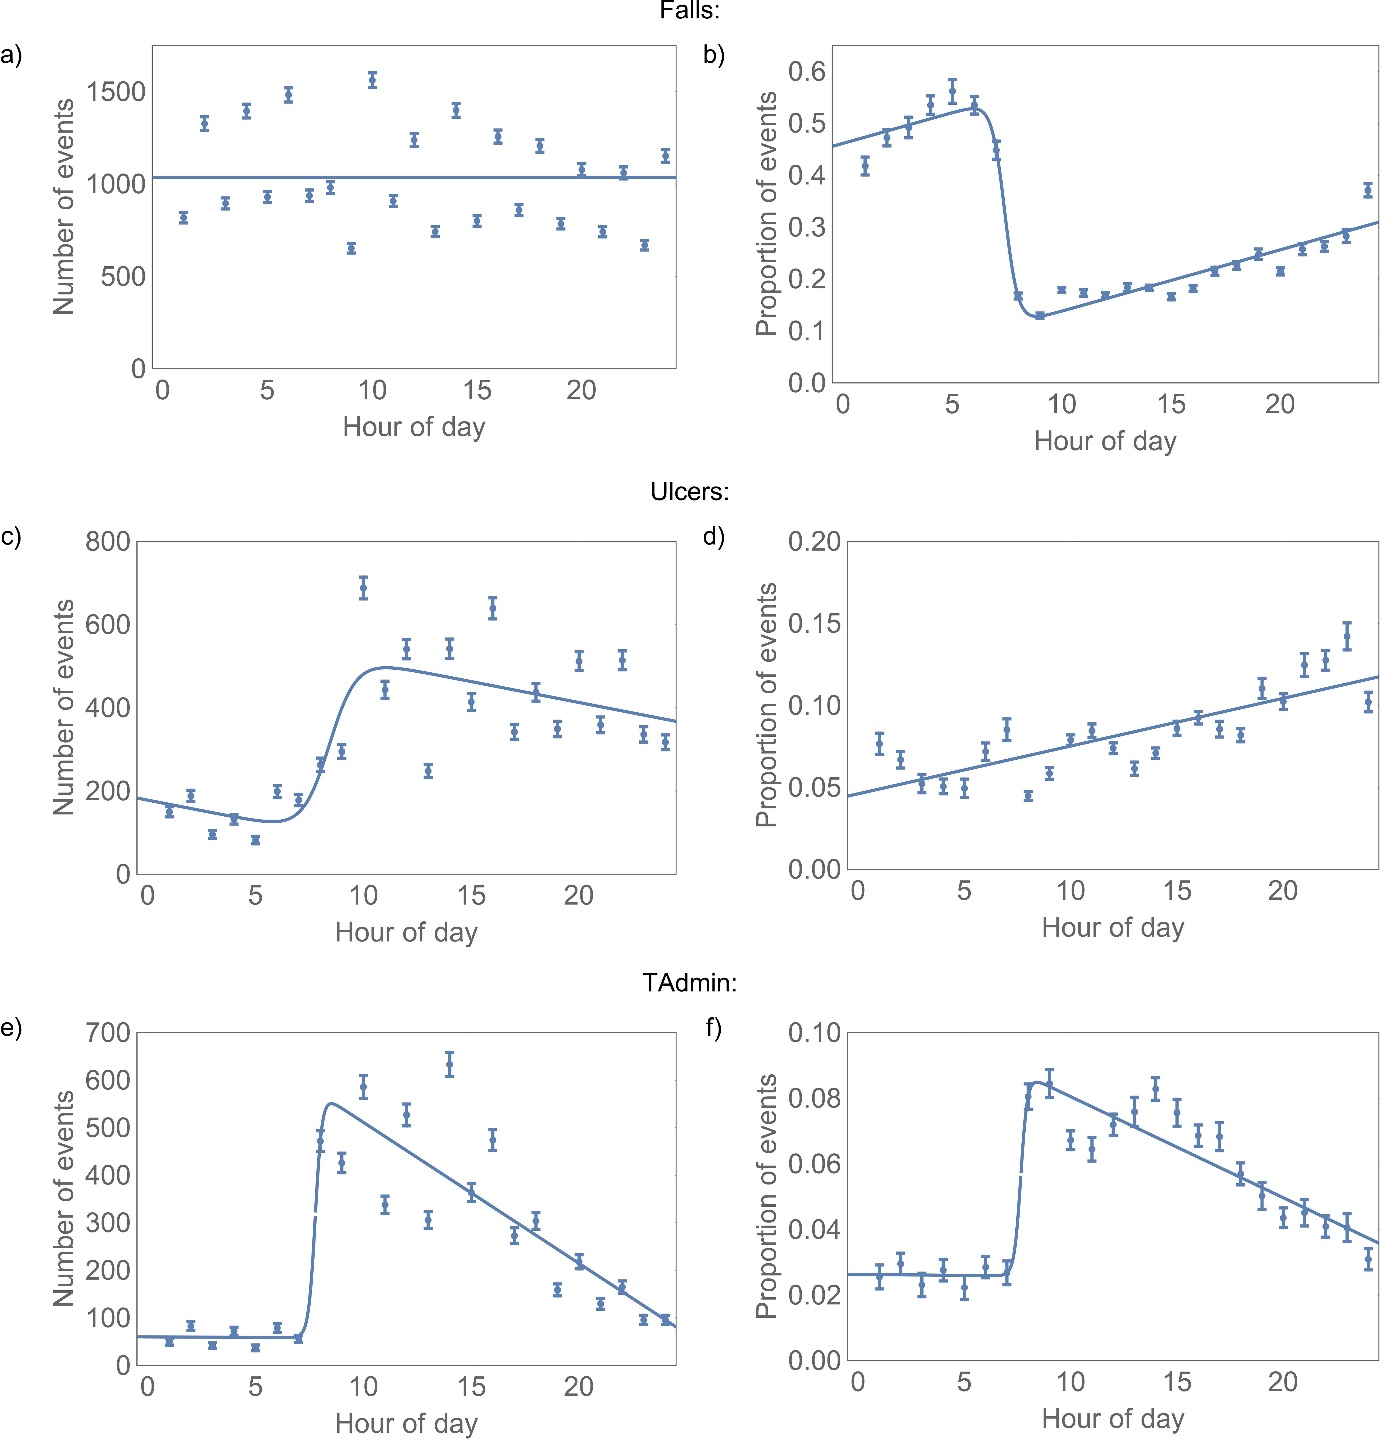 Falls:
a)
Number of events
1500
1000
500
0
0 5 10 15 20
Hour of day
b)
Proportion of events
0.6
0.5
0.4
0.3
0.2
0.1
0.0
0 5 10 15 20
Hour of day
Ulcers:
c)
Number of events
800
600
400
200
0
0 5 10 15 20
Hour of day
d)
Proportion of events
0.20
0.15
0.10
0.05
0.00
0 5 10 15 20
Hour of day
TAdmin:
e)
Number of events
700
600
500
400
300
200
100
0
0 5 10 15 20
Hour of day
f)
Proportion of events
0.10
0.08
0.06
0.04
0.02
0.00
0 5 10 15 20
Hour of day